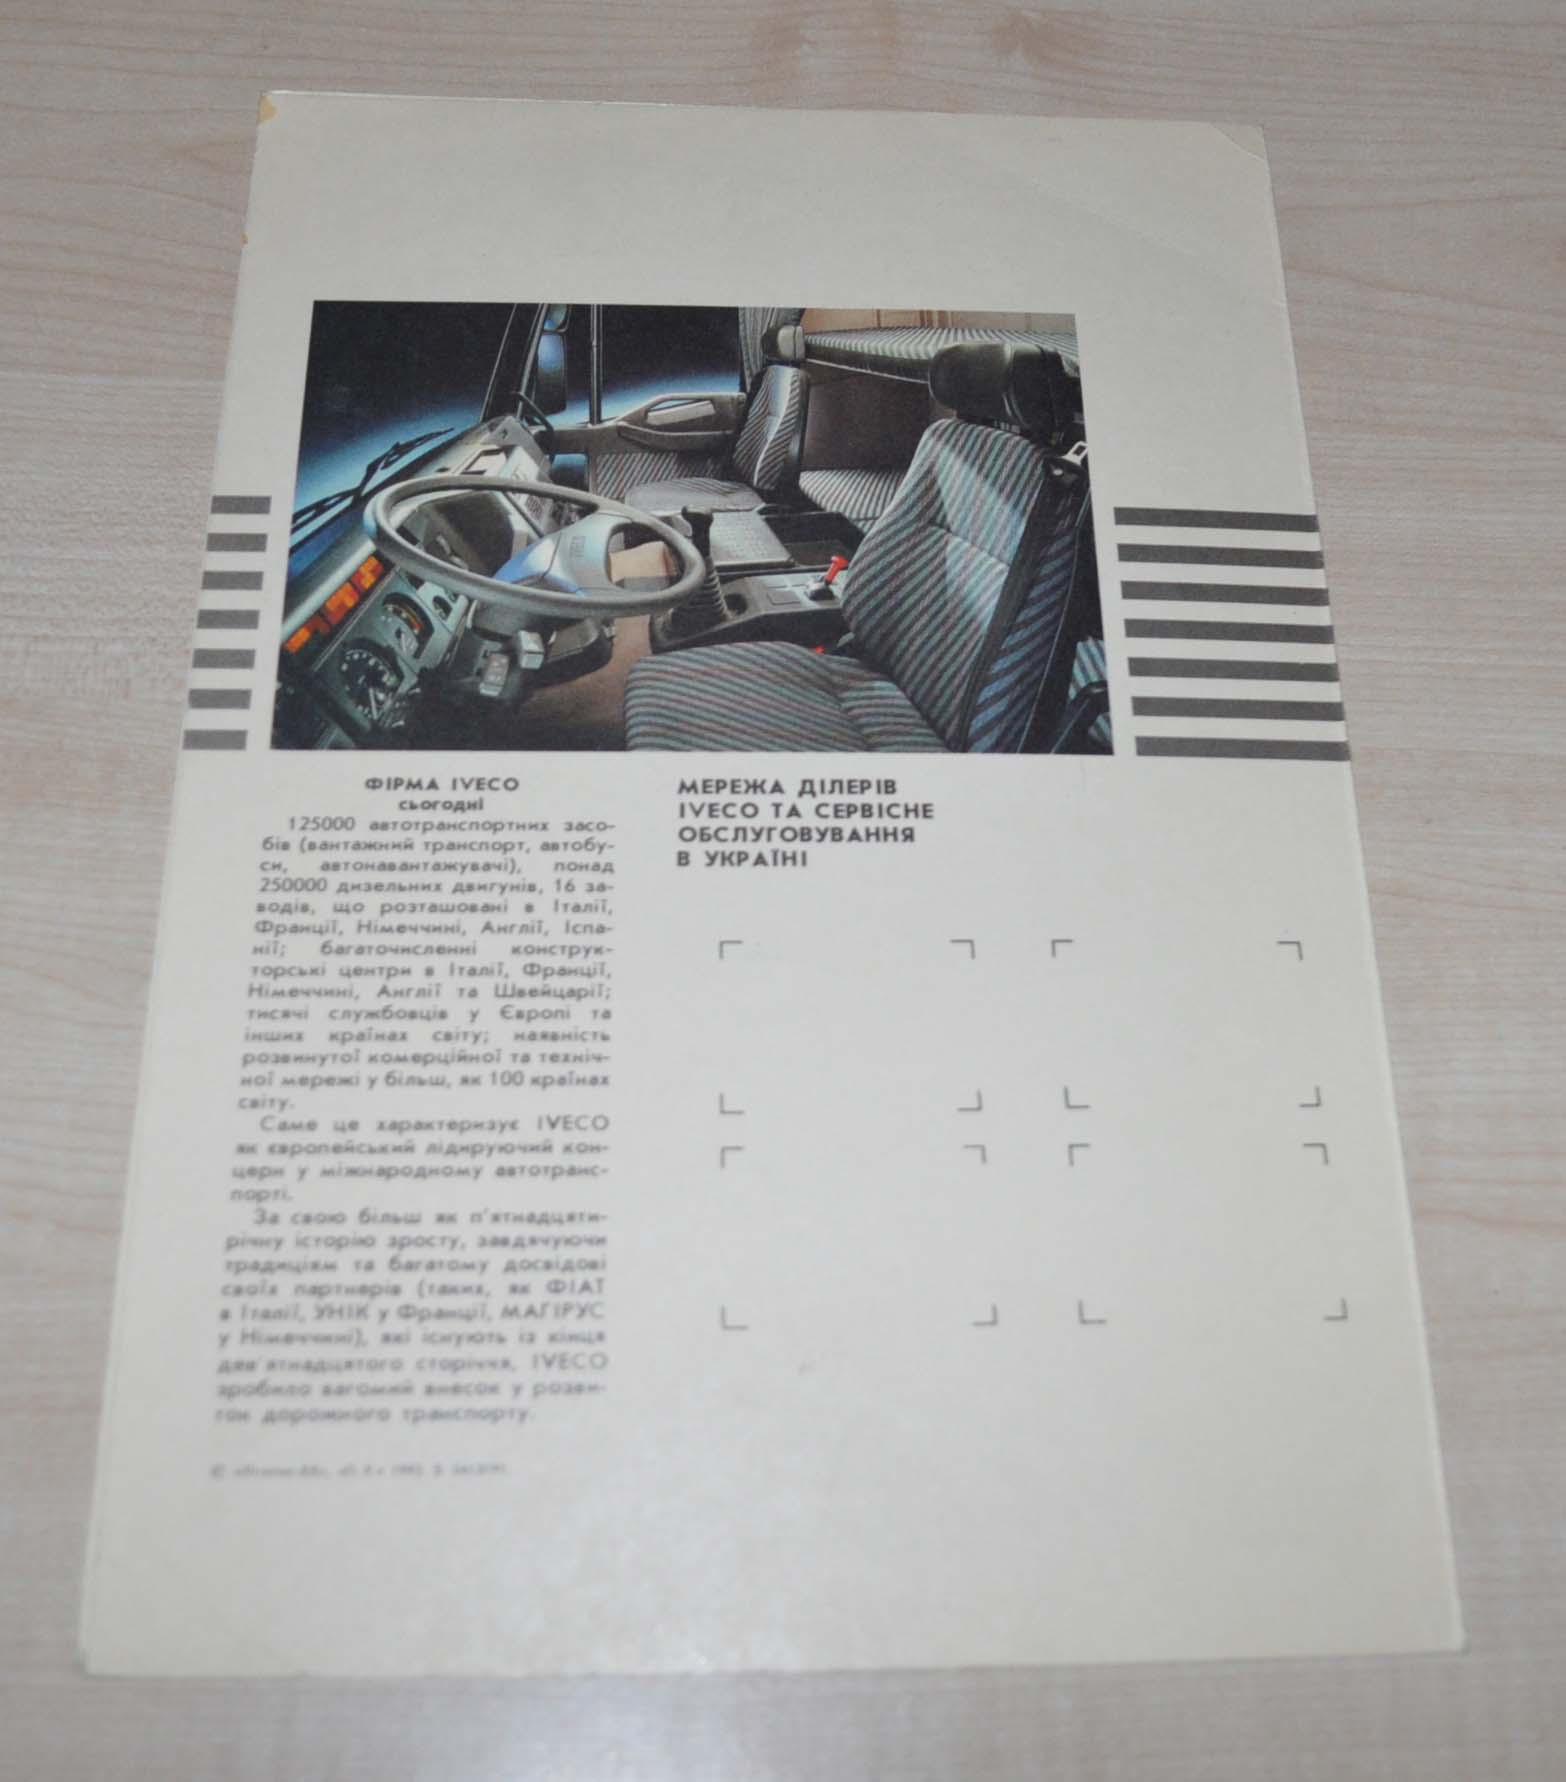 IVECO
ФІРМА IVECO
сьогодні
125000 автотранспортних засо-
бів (вантажний транспорт, автобу-
си, автонавантажувачі), понад
250000 дизельних двигунів, 16 за-
водів, що розташовані в Італії,
Франції, Німеччині, Англії, Іспа-
нії; багаточисленні конструк-
торські центри в Італії, Франції,
Німеччині, Англії та Швейцарії;
тисячі службовців у Європі та
інших країнах світу; наявність
розвинутої комерційної та техніч-
ної мережі у більш, як 100 країнах
світу.
Саме це характеризує IVECO
як європейський лідируючий кон-
церн у міжнародному автотранс-
порті.
За свою більш як п'ятнадцяти-
річну історію зросту, завдячуючи
традиціям та багатому досвідові
своїх партнерів (таких, як ФІАТ
в Італії, УНІК у Франції, МАГІРУС
у Німеччині), які існують із кінця
дев'ятнадцятого сторіччя, IVECO
зробило вагомий внесок у розви-
ток дорожного транспорту.
МЕРЕЖА ДІЛЕРІВ
IVECO ТА СЕРВІСНЕ
ОБСЛУГОВУВАННЯ
В УКРАЇНІ